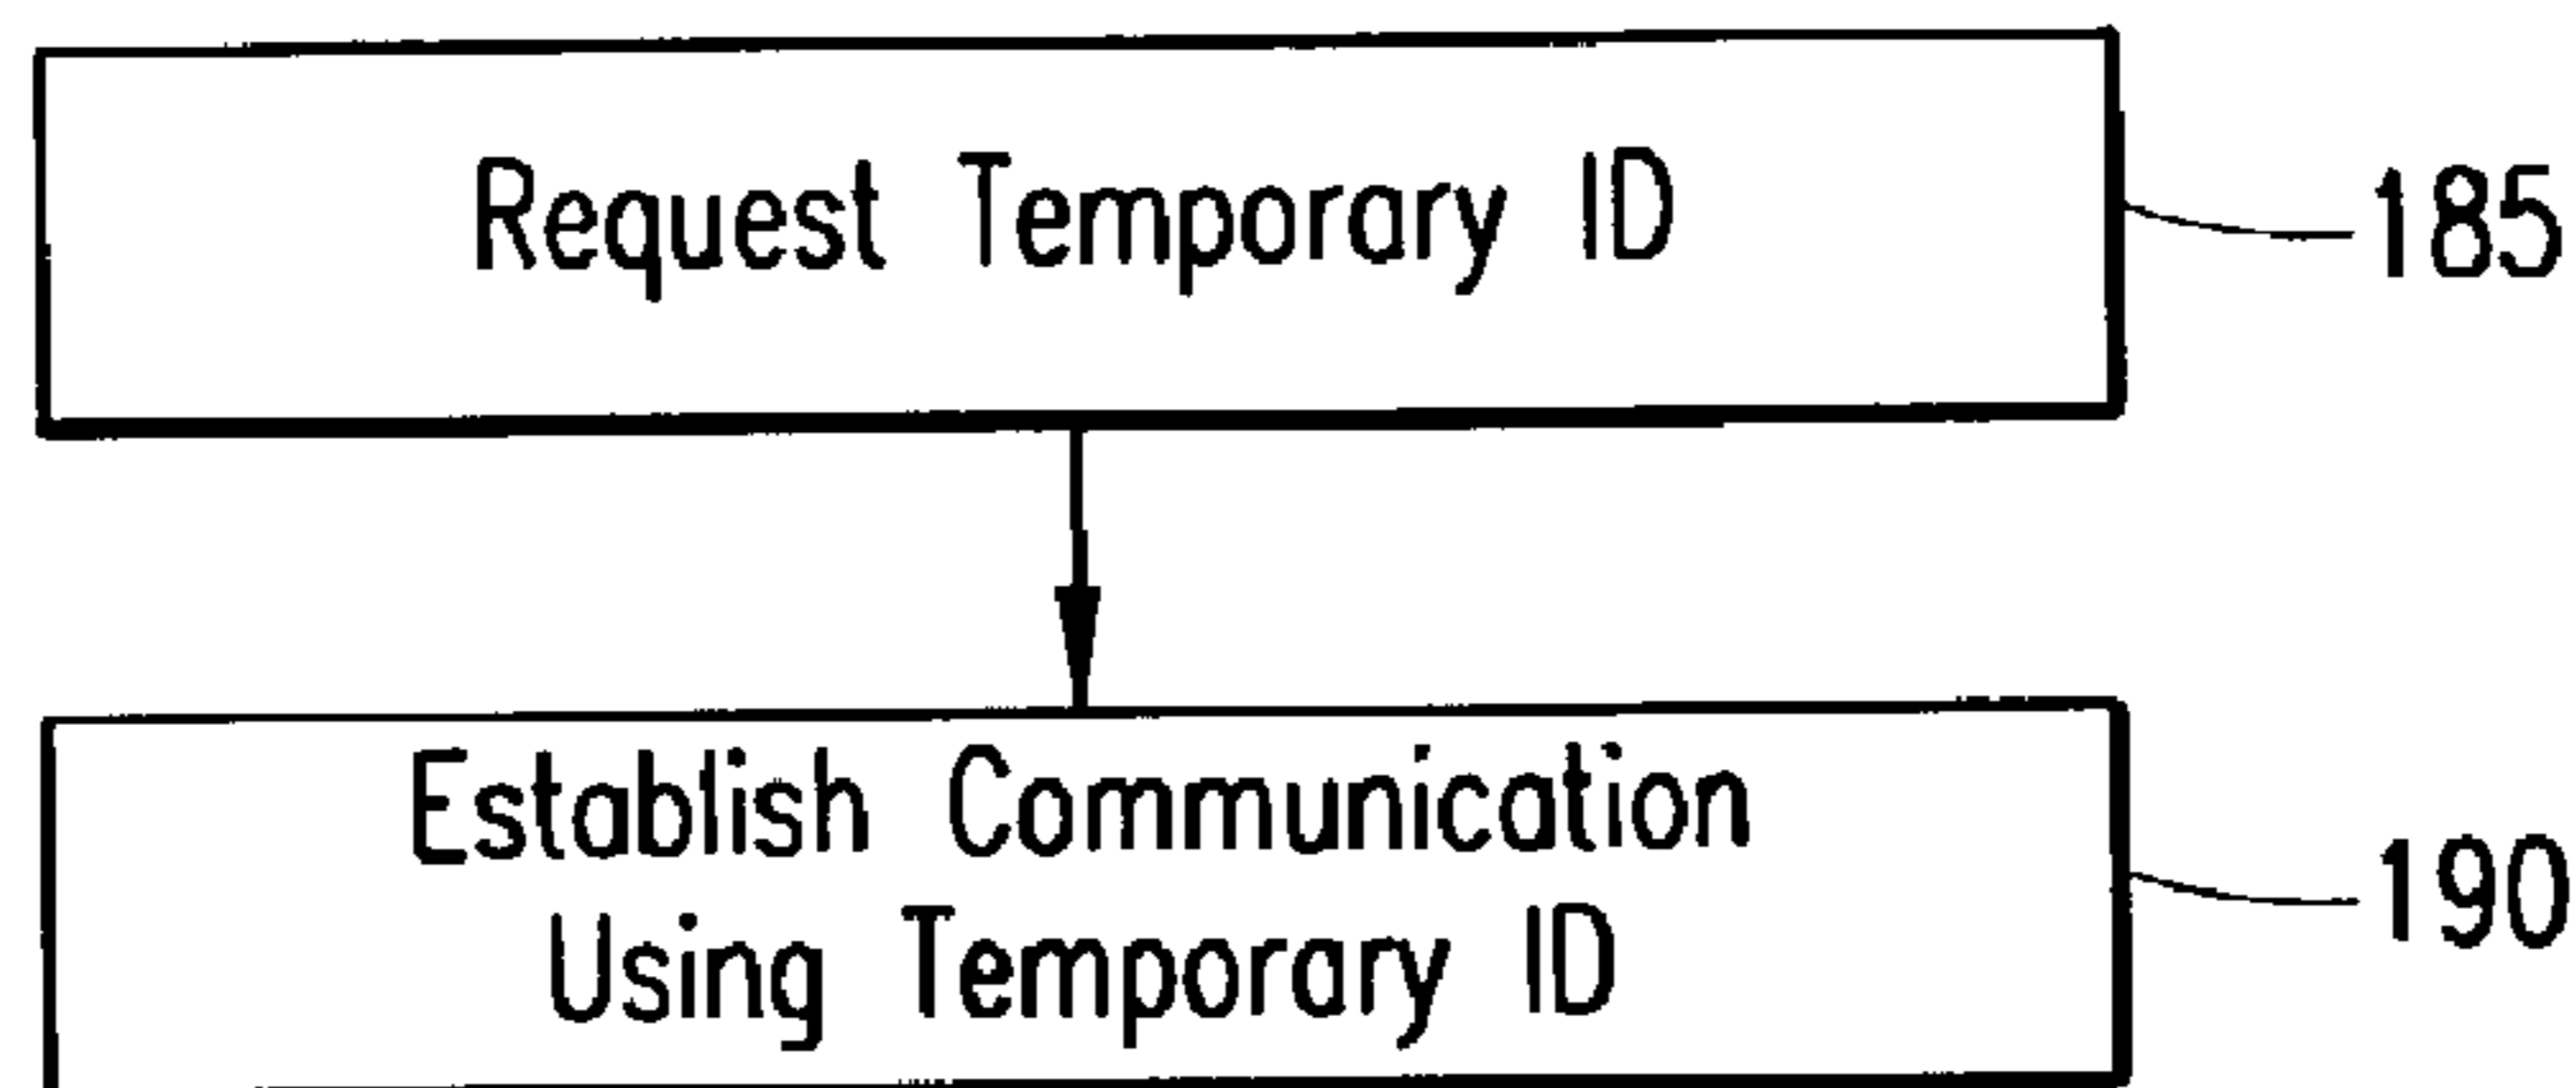 Request Temporary ID
185
Establish Communication
Using Temporary ID
190